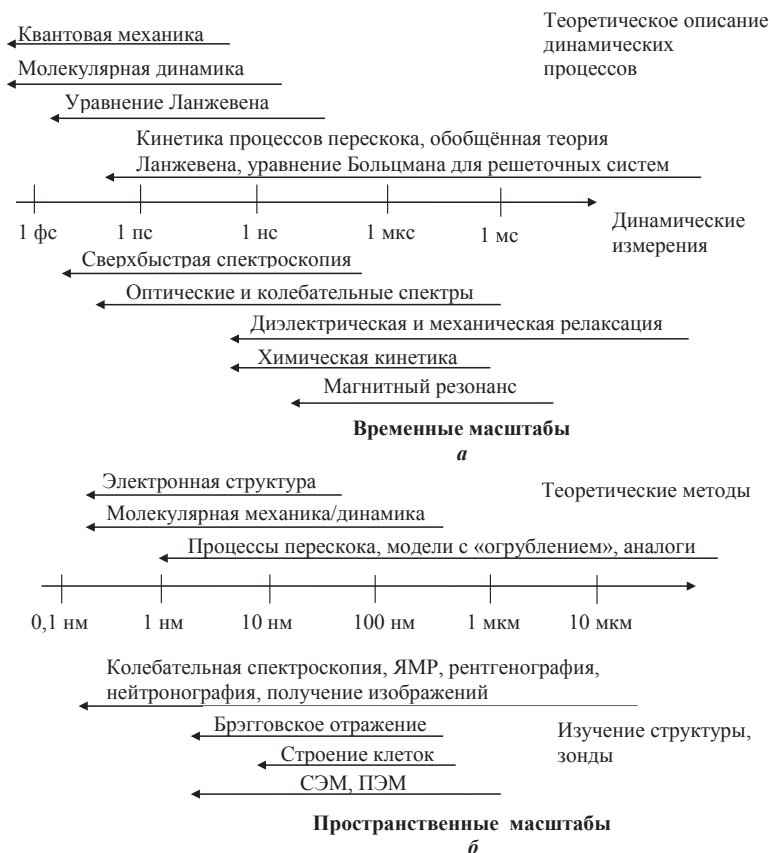 Теоретическое описание
динамических
процессов
Квантовая механика
Молекулярная динамика
Уравнение Ланжевена
Кинетика процессов перескока, обобщённая теория
Ланжевена, уравнение Больцмана для решеточных систем
1 фс 1 пс 1 нс 1 мкс 1 мс
Динамические
измерения
Сверхбыстрая спектроскопия
Оптические и колебательные спектры
Диэлектрическая и механическая релаксация
Химическая кинетика
Магнитный резонанс
Временные масштабы
а
Электронная структура
Теоретические методы
Молекулярная механика/динамика
Процессы перескока, модели с «огрублением», аналоги
0,1 нм 1 нм 10 нм 100 нм 1 мкм 10 мкм
Колебательная спектроскопия, ЯМР, рентгенография,
нейтронография, получение изображений
Брэгговское отражение
Изучение структуры,
зонды
Строение клеток
СЭМ, ПЭМ
Пространственные масштабы
б